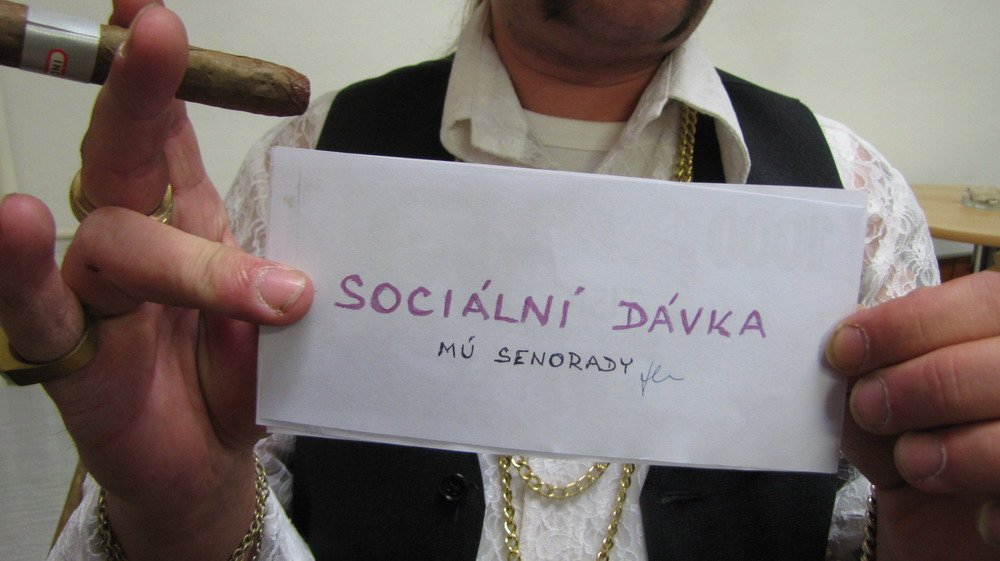 SOCIÁLNÍ DÁVKA
MÚ SENORADY